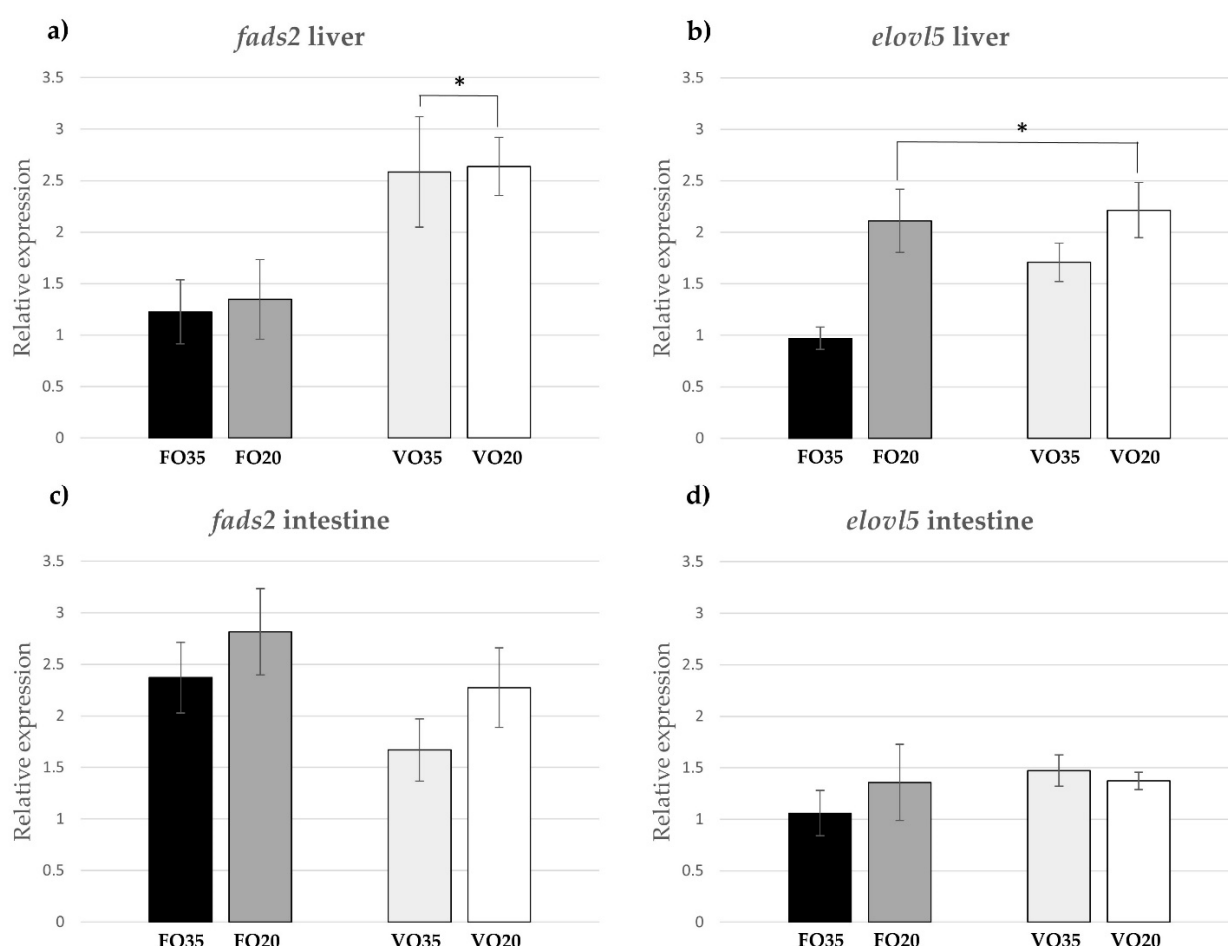 a)
fads2 liver
3.5
3
2.5
2
1.5
1
0.5
0
Relative expression
*
FO35 FO20 VO35 VO20
b)
elovl5 liver
3.5
3
2.5
2
1.5
1
0.5
0
Relative expression
*
FO35 FO20 VO35 VO20
c)
fads2 intestine
3.5
3
2.5
2
1.5
1
0.5
0
Relative expression
FO35 FO20 VO35 VO20
d)
elovl5 intestine
3.5
3
2.5
2
1.5
1
0.5
0
Relative expression
FO35 FO20 VO35 VO20